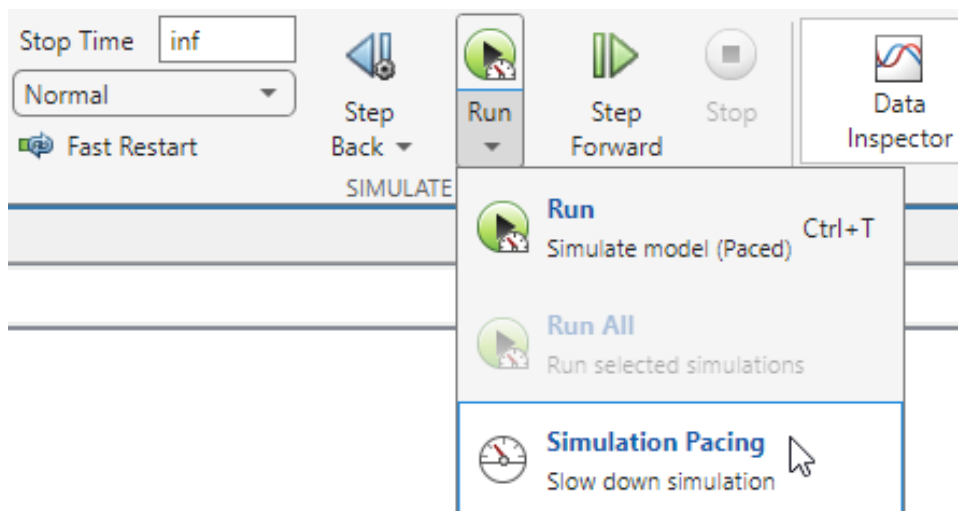 Stop Time inf
Normal
Fast Restart
Step
Back
Run
Step
Forward
Stop
Data
Inspector
SIMULATE
Run
Simulate model (Paced)
Ctrl+T
Run All
Run selected simulations
Simulation Pacing
Slow down simulation